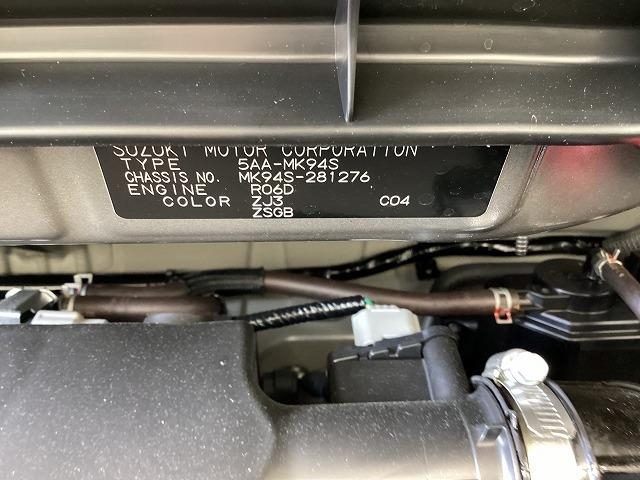 SUZUKI MOTOR CORPORATION
TYPE 5AA-MK94S
CHASSIS NO. MK94S-281276
ENGINE R06D
COLOR ZJ3 C04
ZSGB